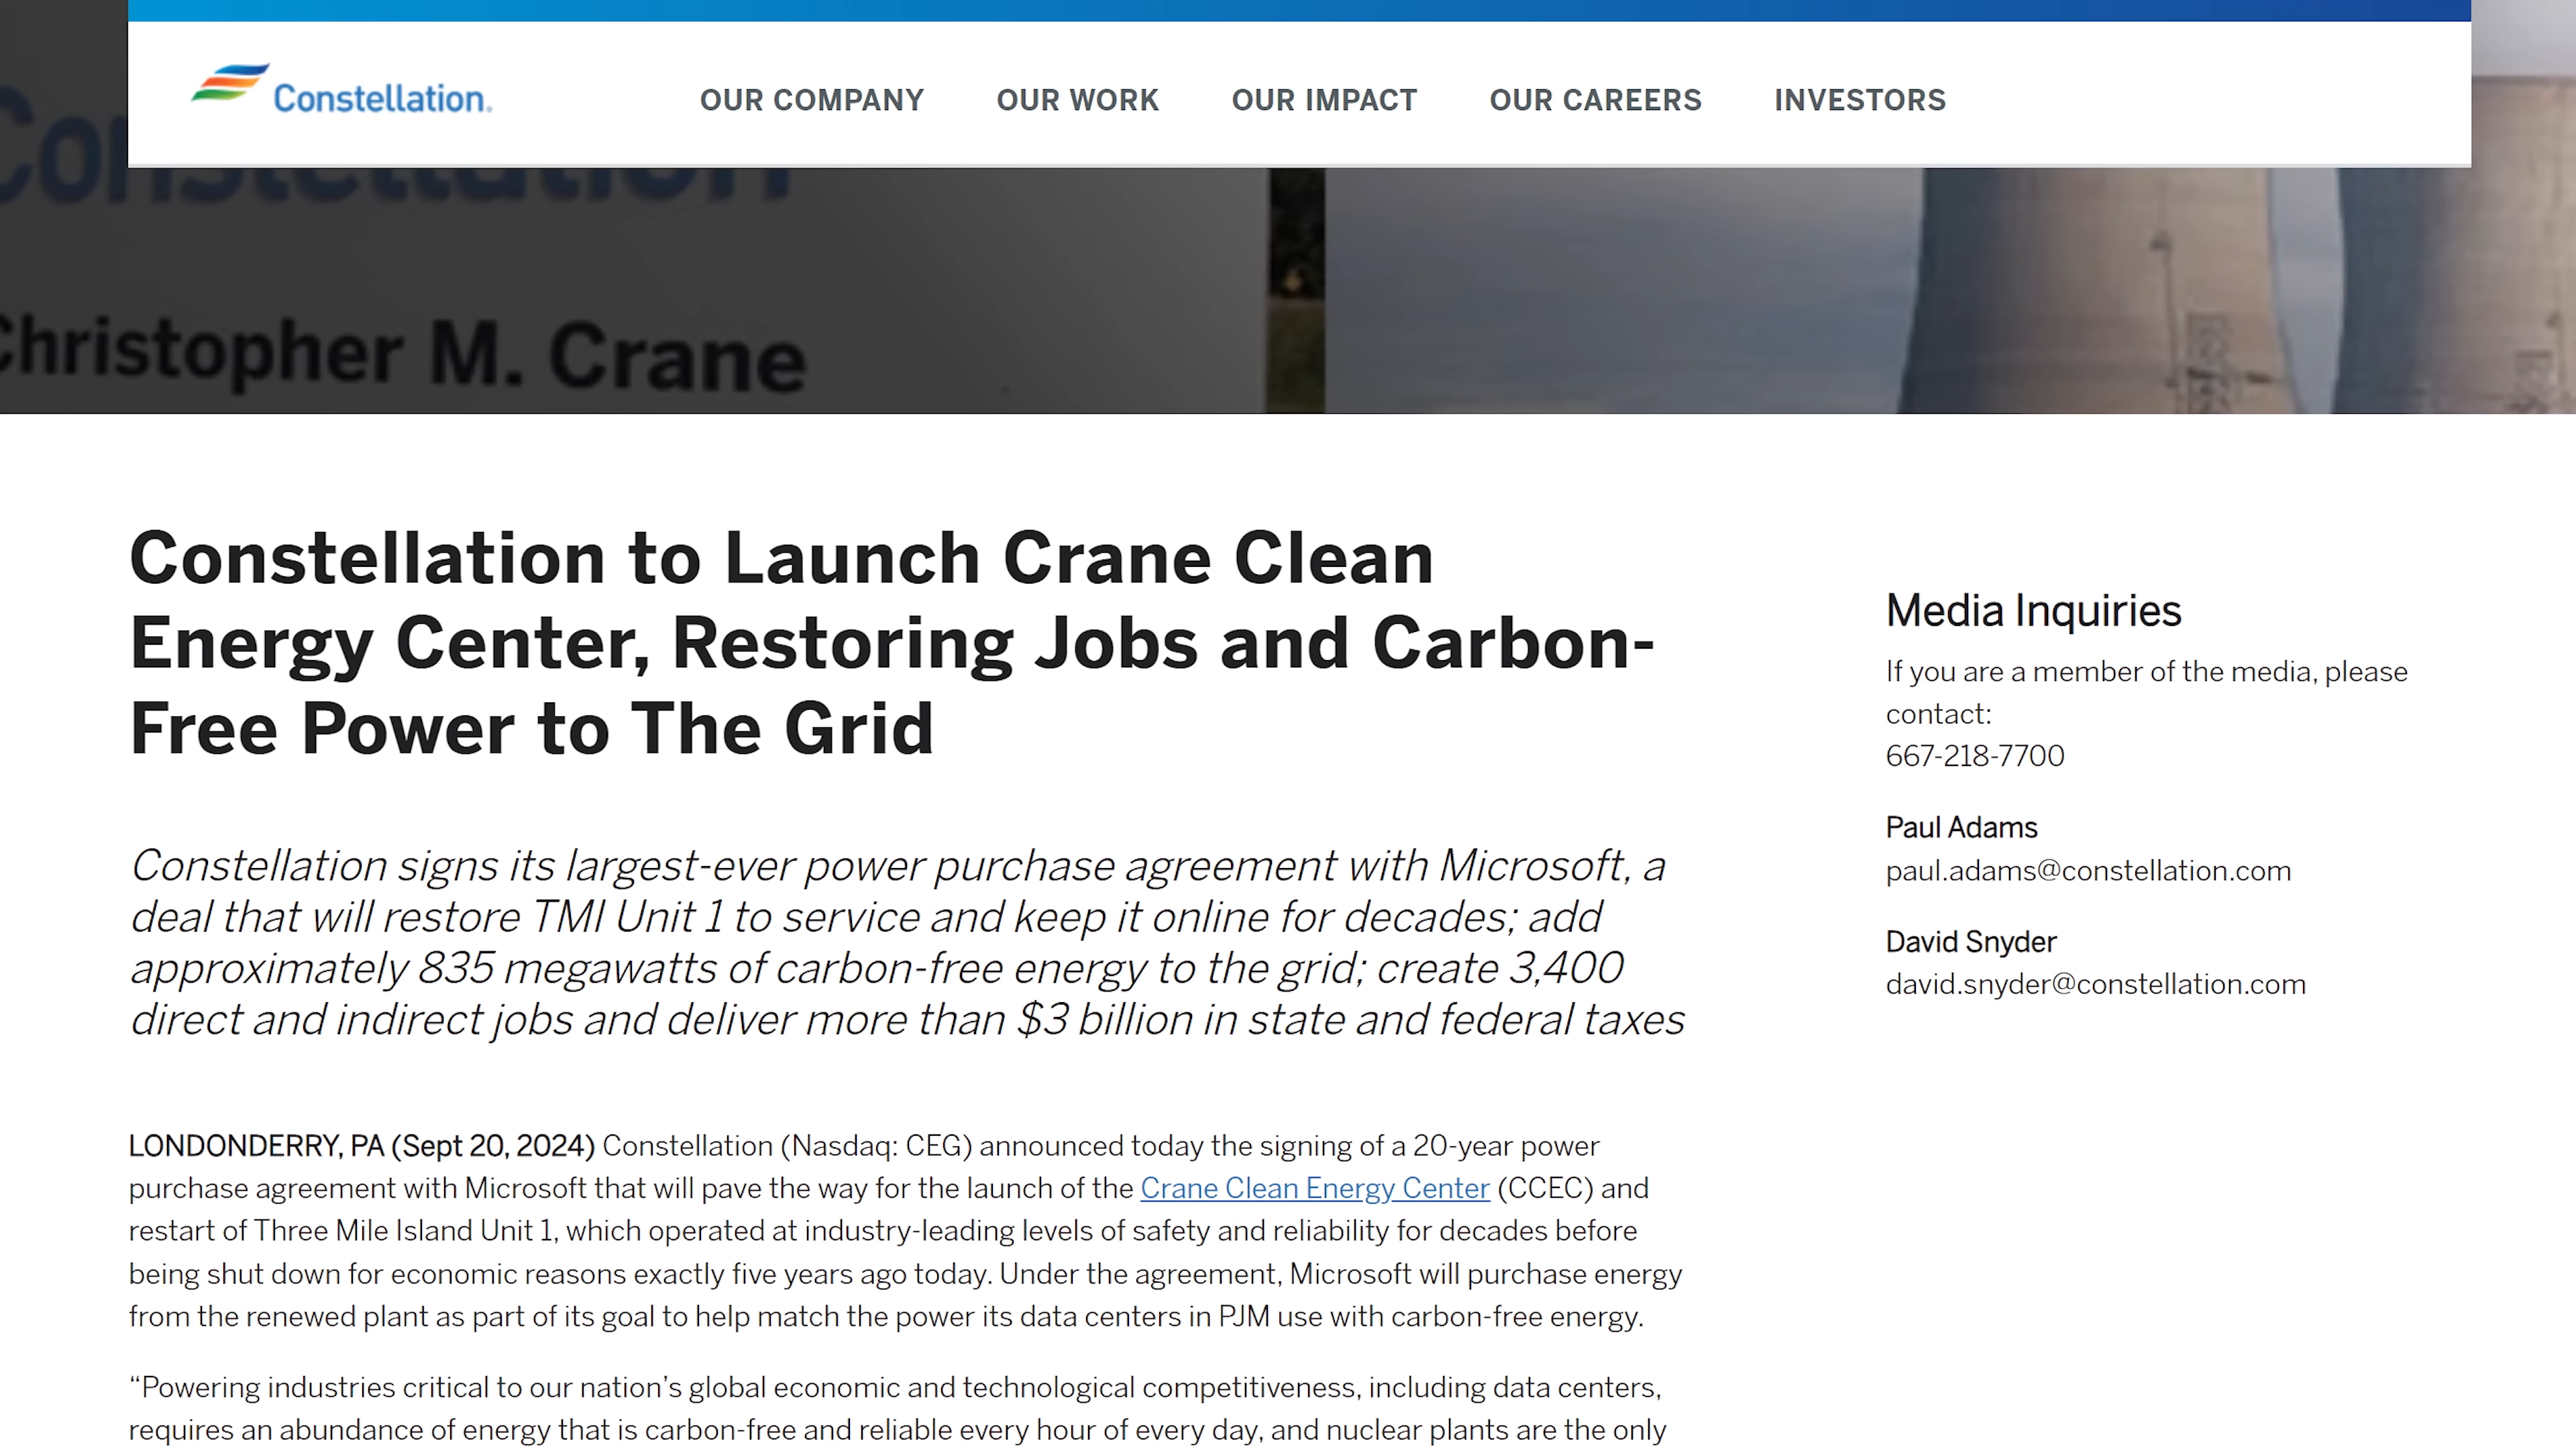 Constellation.
OUR COMPANY OUR WORK OUR IMPACT OUR CAREERS INVESTORS
Christopher M. Crane
Constellation to Launch Crane Clean
Energy Center, Restoring Jobs and Carbon-
Free Power to The Grid
Constellation signs its largest-ever power purchase agreement with Microsoft, a
deal that will restore TMI Unit 1 to service and keep it online for decades; add
approximately 835 megawatts of carbon-free energy to the grid; create 3,400
direct and indirect jobs and deliver more than $3 billion in state and federal taxes
LONDONDERRY, PA (Sept 20, 2024) Constellation (Nasdaq: CEG) announced today the signing of a 20-year power
purchase agreement with Microsoft that will pave the way for the launch of the Crane Clean Energy Center (CCEC) and
restart of Three Mile Island Unit 1, which operated at industry-leading levels of safety and reliability for decades before
being shut down for economic reasons exactly five years ago today. Under the agreement, Microsoft will purchase energy
from the renewed plant as part of its goal to help match the power its data centers in PJM use with carbon-free energy.
“Powering industries critical to our nation’s global economic and technological competitiveness, including data centers,
requires an abundance of energy that is carbon-free and reliable every hour of every day, and nuclear plants are the only
Media Inquiries
If you are a member of the media, please
contact:
667-218-7700
Paul Adams
paul.adams@constellation.com
David Snyder
david.snyder@constellation.com